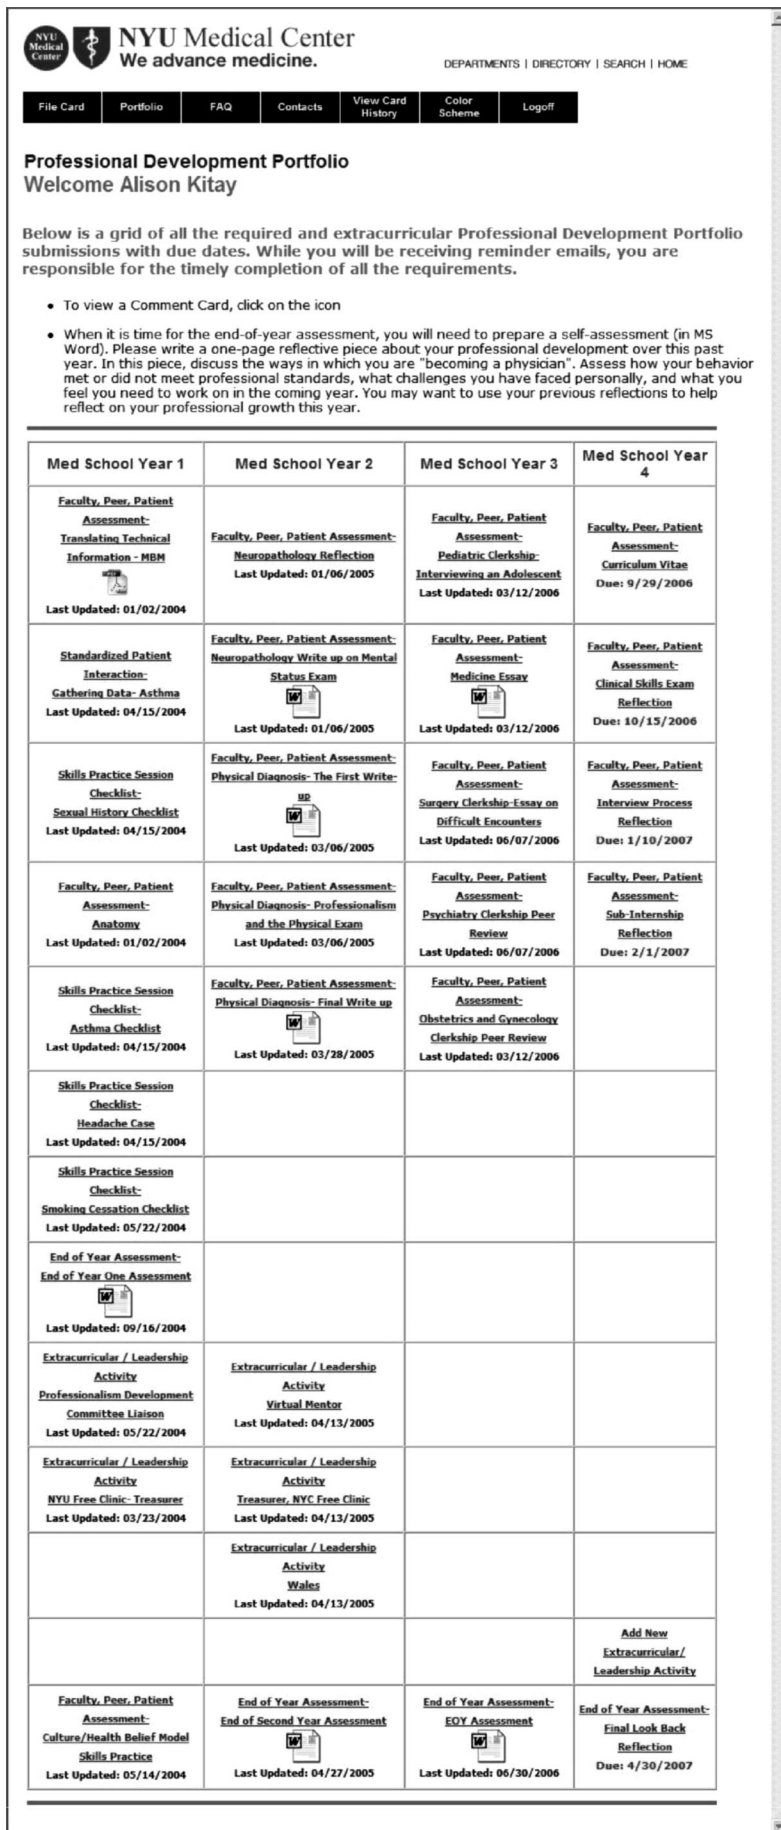 NYU
Medical
Center
NYU Medical Center
We advance medicine.
DEPARTMENTS | DIRECTORY | SEARCH | HOME
File Card
Portfolio
FAQ
Contacts
View Card
History
Color
Scheme
Logoff
Professional Development Portfolio
Welcome Alison Kitay
Below is a grid of all the required and extracurricular Professional Development Portfolio
submissions with due dates. While you will be receiving reminder emails, you are
responsible for the timely completion of all the requirements.
• To view a Comment Card, click on the icon
• When it is time for the end-of-year assessment, you will need to prepare a self-assessment (in MS
Word). Please write a one-page reflective piece about your professional development over this past
year. In this piece, discuss the ways in which you are "becoming a physician". Assess how your behavior
met or did not meet professional standards, what challenges you have faced personally, and what you
feel you need to work on in the coming year. You may want to use your previous reflections to help
reflect on your professional growth this year.
Med School Year 1
Med School Year 2
Med School Year 3
Med School Year
4
Faculty, Peer, Patient
Assessment-
Translating Technical
Information - MBM
Last Updated: 01/02/2004
Faculty, Peer, Patient Assessment-
Neuropathology Reflection
Last Updated: 01/06/2005
Faculty, Peer, Patient
Assessment-
Pediatric Clerkship-
Interviewing an Adolescent
Last Updated: 03/12/2006
Faculty, Peer, Patient
Assessment-
Curriculum Vitae
Due: 9/29/2006
Standardized Patient
Interaction-
Gathering Data- Asthma
Last Updated: 04/15/2004
Faculty, Peer, Patient Assessment-
Neuropathology Write up on Mental
Status Exam
W
Last Updated: 01/06/2005
Faculty, Peer, Patient
Assessment-
Medicine Essay
W
Last Updated: 03/12/2006
Faculty, Peer, Patient
Assessment-
Clinical Skills Exam
Reflection
Due: 10/15/2006
Skills Practice Session
Checklist-
Sexual History Checklist
Last Updated: 04/15/2004
Faculty, Peer, Patient Assessment-
Physical Diagnosis- The First Write-
up
W
Last Updated: 03/06/2005
Faculty, Peer, Patient
Assessment-
Surgery Clerkship-Essay on
Difficult Encounters
Last Updated: 06/07/2006
Faculty, Peer, Patient
Assessment-
Interview Process
Reflection
Due: 1/10/2007
Faculty, Peer, Patient
Assessment-
Anatomy
Last Updated: 01/02/2004
Faculty, Peer, Patient Assessment-
Physical Diagnosis- Professionalism
and the Physical Exam
Last Updated: 03/06/2005
Faculty, Peer, Patient
Assessment-
Psychiatry Clerkship Peer
Review
Last Updated: 06/07/2006
Faculty, Peer, Patient
Assessment-
Sub-Internship
Reflection
Due: 2/1/2007
Skills Practice Session
Checklist-
Asthma Checklist
Last Updated: 04/15/2004
Faculty, Peer, Patient Assessment-
Physical Diagnosis- Final Write up
W
Last Updated: 03/28/2005
Faculty, Peer, Patient
Assessment-
Obstetrics and Gynecology
Clerkship Peer Review
Last Updated: 03/12/2006
Skills Practice Session
Checklist-
Headache Case
Last Updated: 04/15/2004
Skills Practice Session
Checklist-
Smoking Cessation Checklist
Last Updated: 05/22/2004
End of Year Assessment-
End of Year One Assessment
W
Last Updated: 09/16/2004
Extracurricular / Leadership
Activity
Professionalism Development
Committee Liaison
Last Updated: 05/22/2004
Extracurricular / Leadership
Activity
Virtual Mentor
Last Updated: 04/13/2005
Extracurricular / Leadership
Activity
NYU Free Clinic- Treasurer
Last Updated: 03/23/2004
Extracurricular / Leadership
Activity
Treasurer, NYC Free Clinic
Last Updated: 04/13/2005
Extracurricular / Leadership
Activity
Wales
Last Updated: 04/13/2005
Add New
Extracurricular/
Leadership Activity
Faculty, Peer, Patient
Assessment-
Culture/Health Belief Model
Skills Practice
Last Updated: 05/14/2004
End of Year Assessment-
End of Second Year Assessment
W
Last Updated: 04/27/2005
End of Year Assessment-
EOY Assessment
W
Last Updated: 06/30/2006
End of Year Assessment-
Final Look Back
Reflection
Due: 4/30/2007